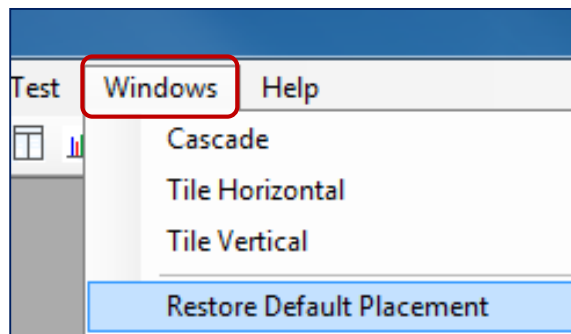 Test Windows Help
Cascade
Tile Horizontal
Tile Vertical
Restore Default Placement